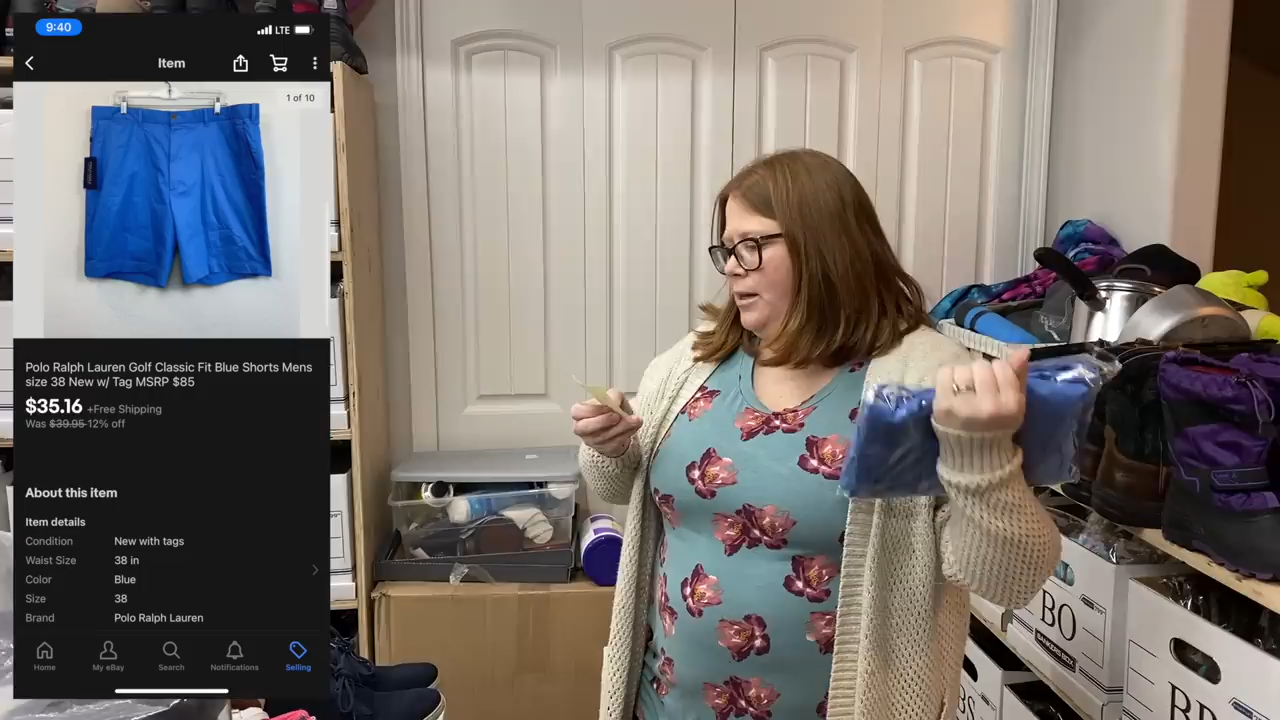 9:40
LTE
Item
1 of 10
Polo Ralph Lauren Golf Classic Fit Blue Shorts Mens
size 38 New w/ Tag MSRP $85
$35.16 +Free Shipping
Was $39.95 12% off
About this item
Item details
Condition New with tags
Waist Size 38 in
Color Blue
Size 38
Brand Polo Ralph Lauren
Home My eBay Search Notifications Selling
BO
BANKERS BOX
BS